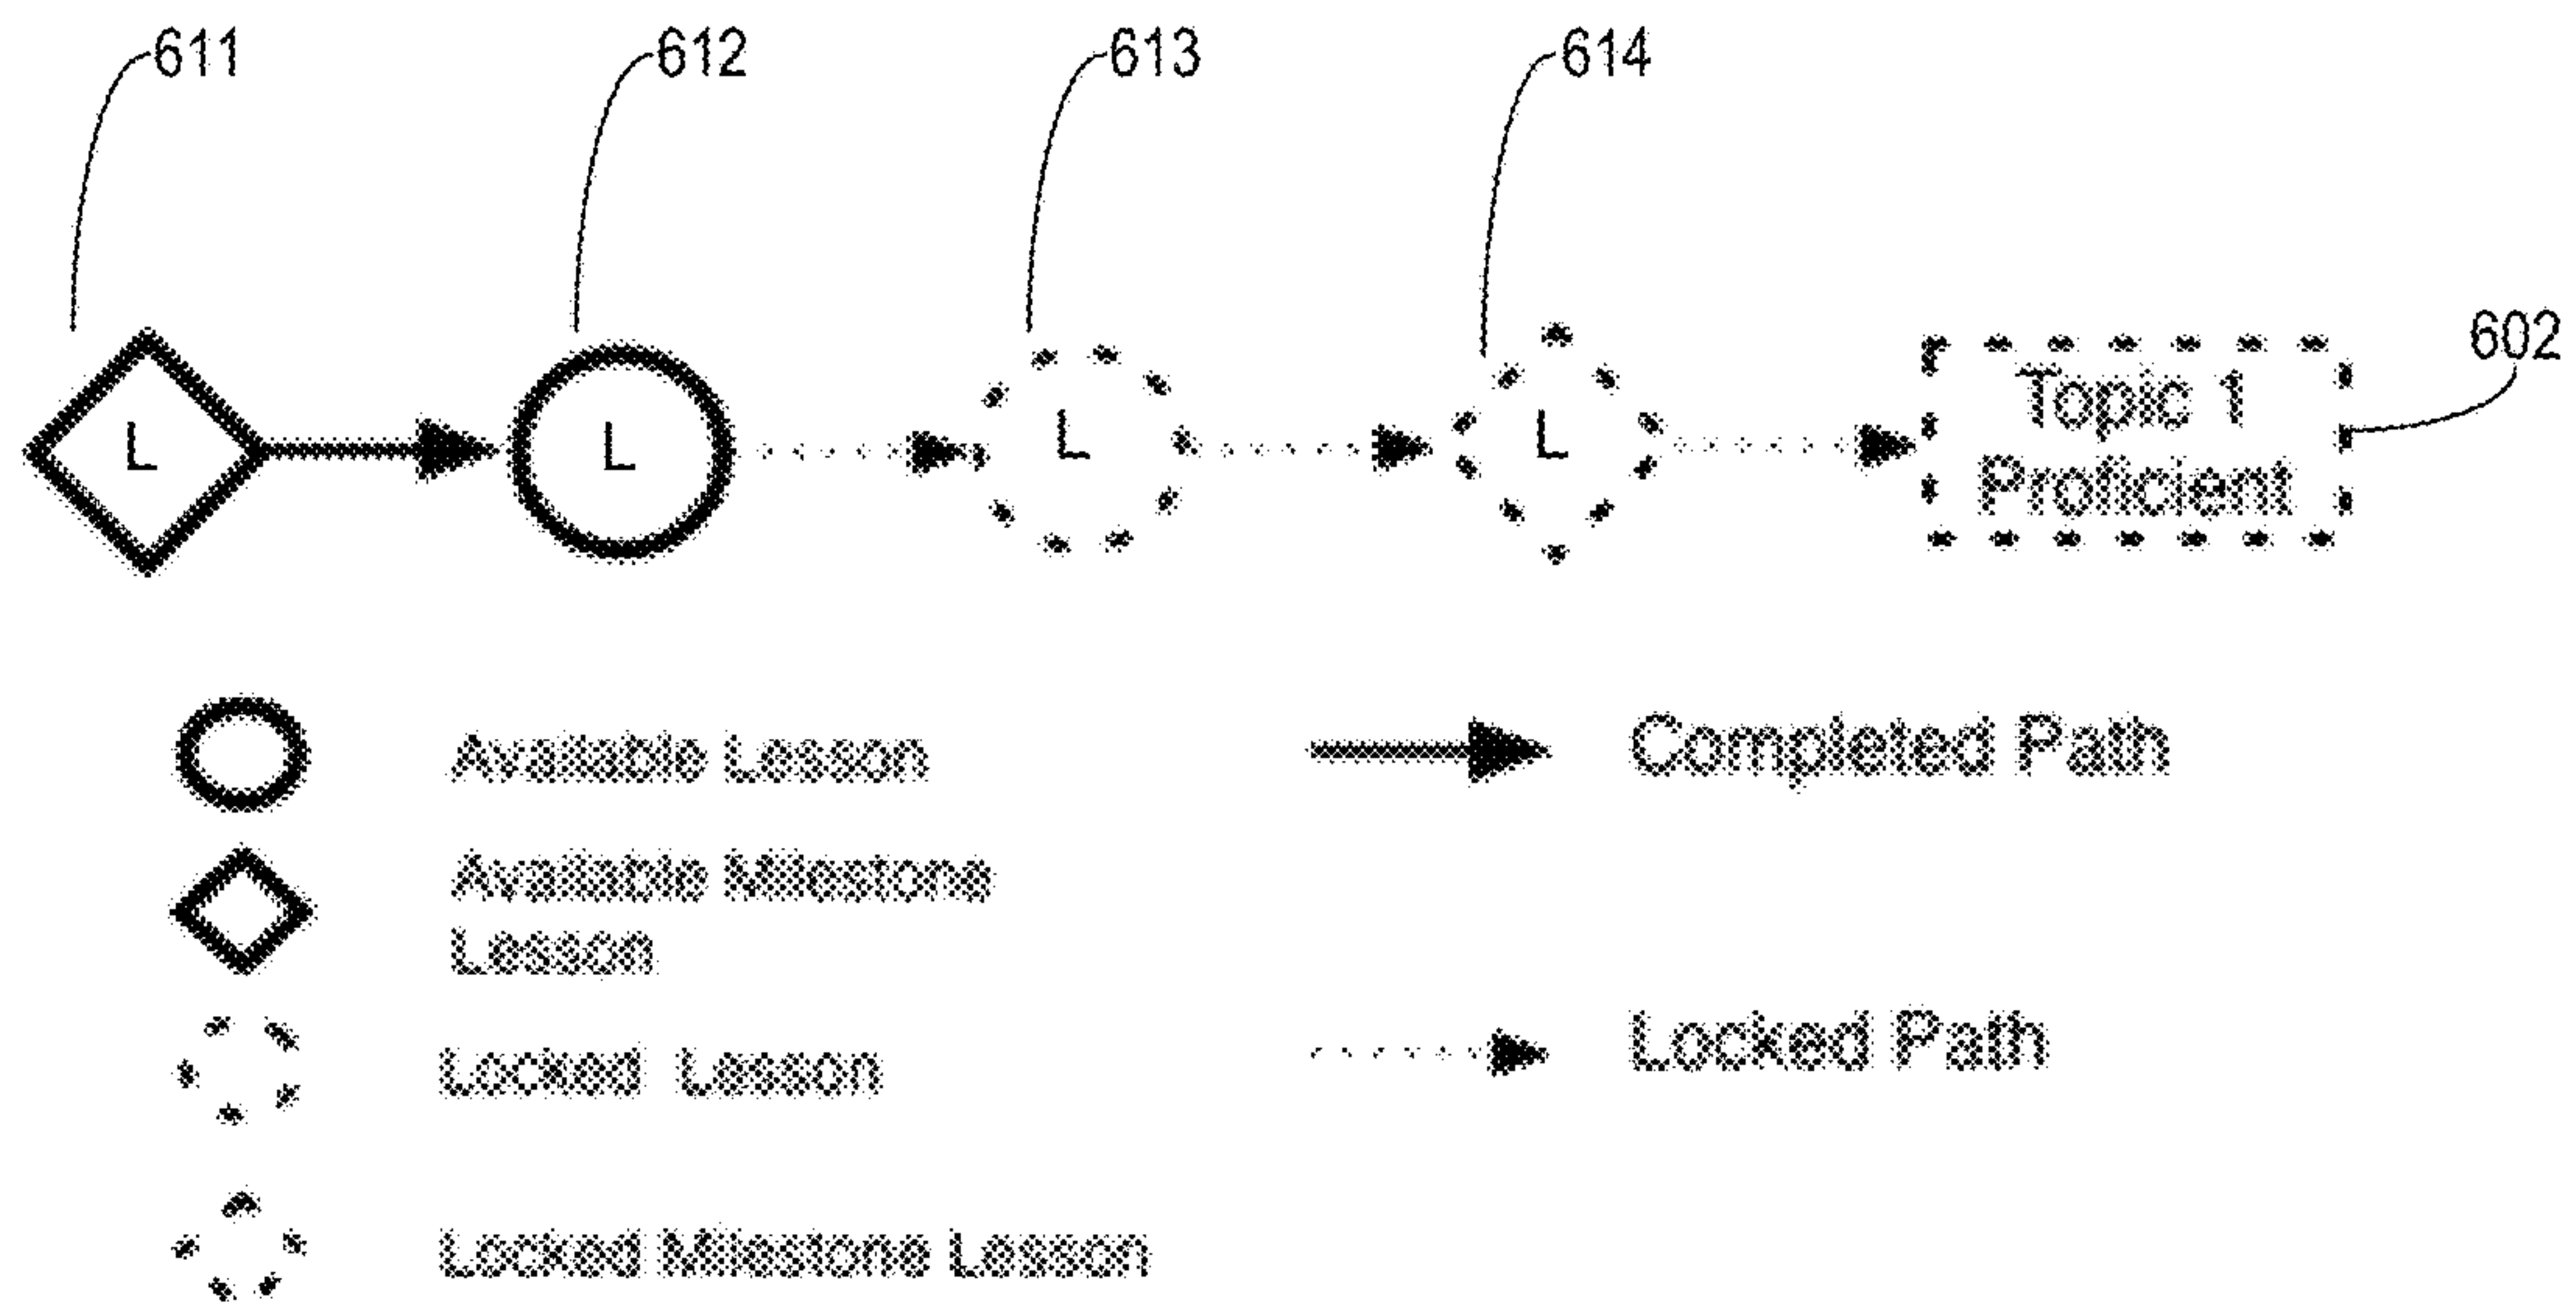 611
612
613
614
602
L
L
L
L
Topic 1
Proficient
Available Lesson
Completed Path
Available Milestone
Lesson
Locked Lesson
Locked Path
Locked Milestone Lesson